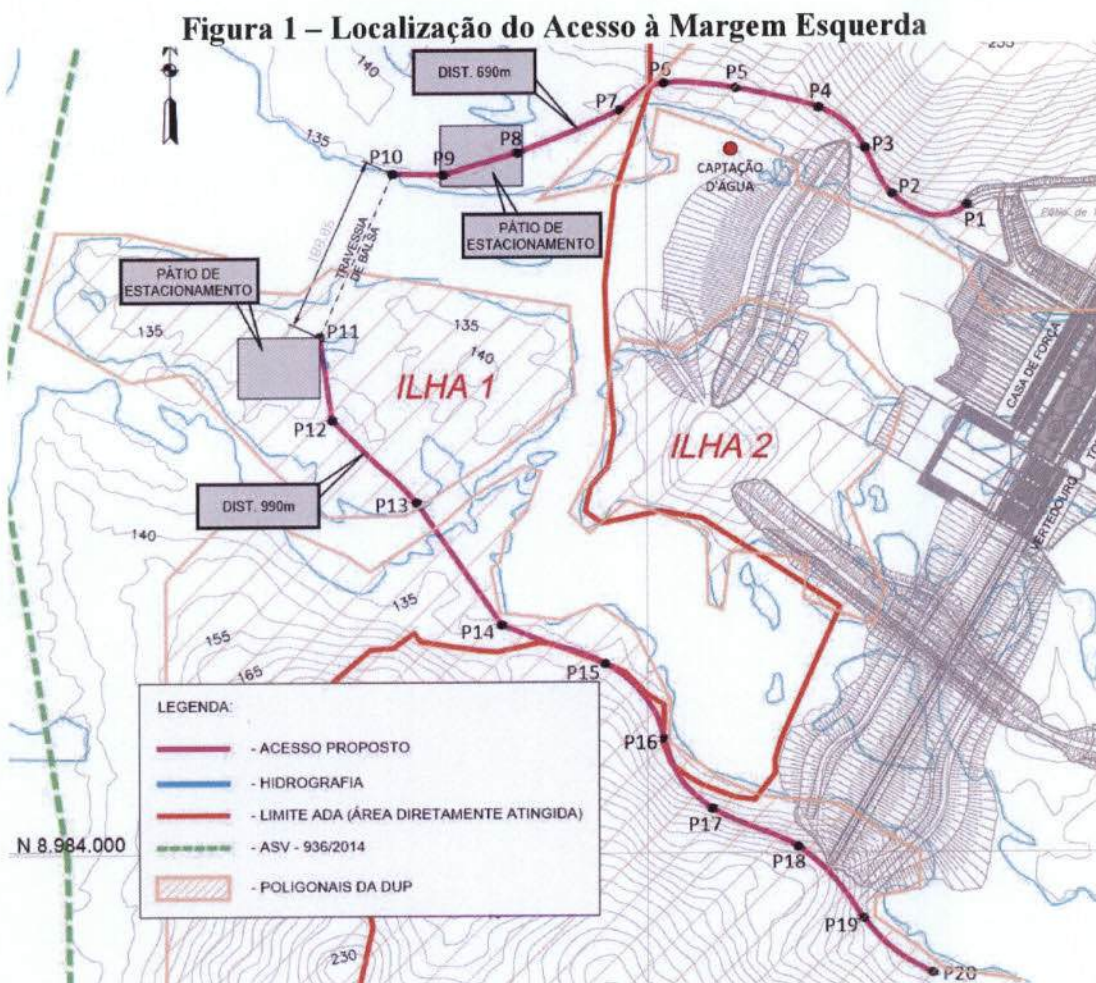 Figura 1 – Localização do Acesso à Margem Esquerda
140
DIST. 690m
P6
P5
P4
P7
P3
135
P8
P10
P9
CAPTAÇÃO
D'ÁGUA
P2
P1
PÁTIO DE
ESTACIONAMENTO
TRAVESSIA
DE BALSA
PÁTIO DE
ESTACIONAMENTO
P11
135
135
140
ILHA 1
CASA DE FORÇA
P12
ILHA 2
DIST. 990m
P13
VERTEDOURO
140
135
P14
155
165
P15
LEGENDA:
- ACESSO PROPOSTO
P16
- HIDROGRAFIA
- LIMITE ADA (ÁREA DIRETAMENTE ATINGIDA)
P17
N 8.984.000
- ASV - 936/2014
P18
- POLIGONAIS DA DUP
P19
230
P20